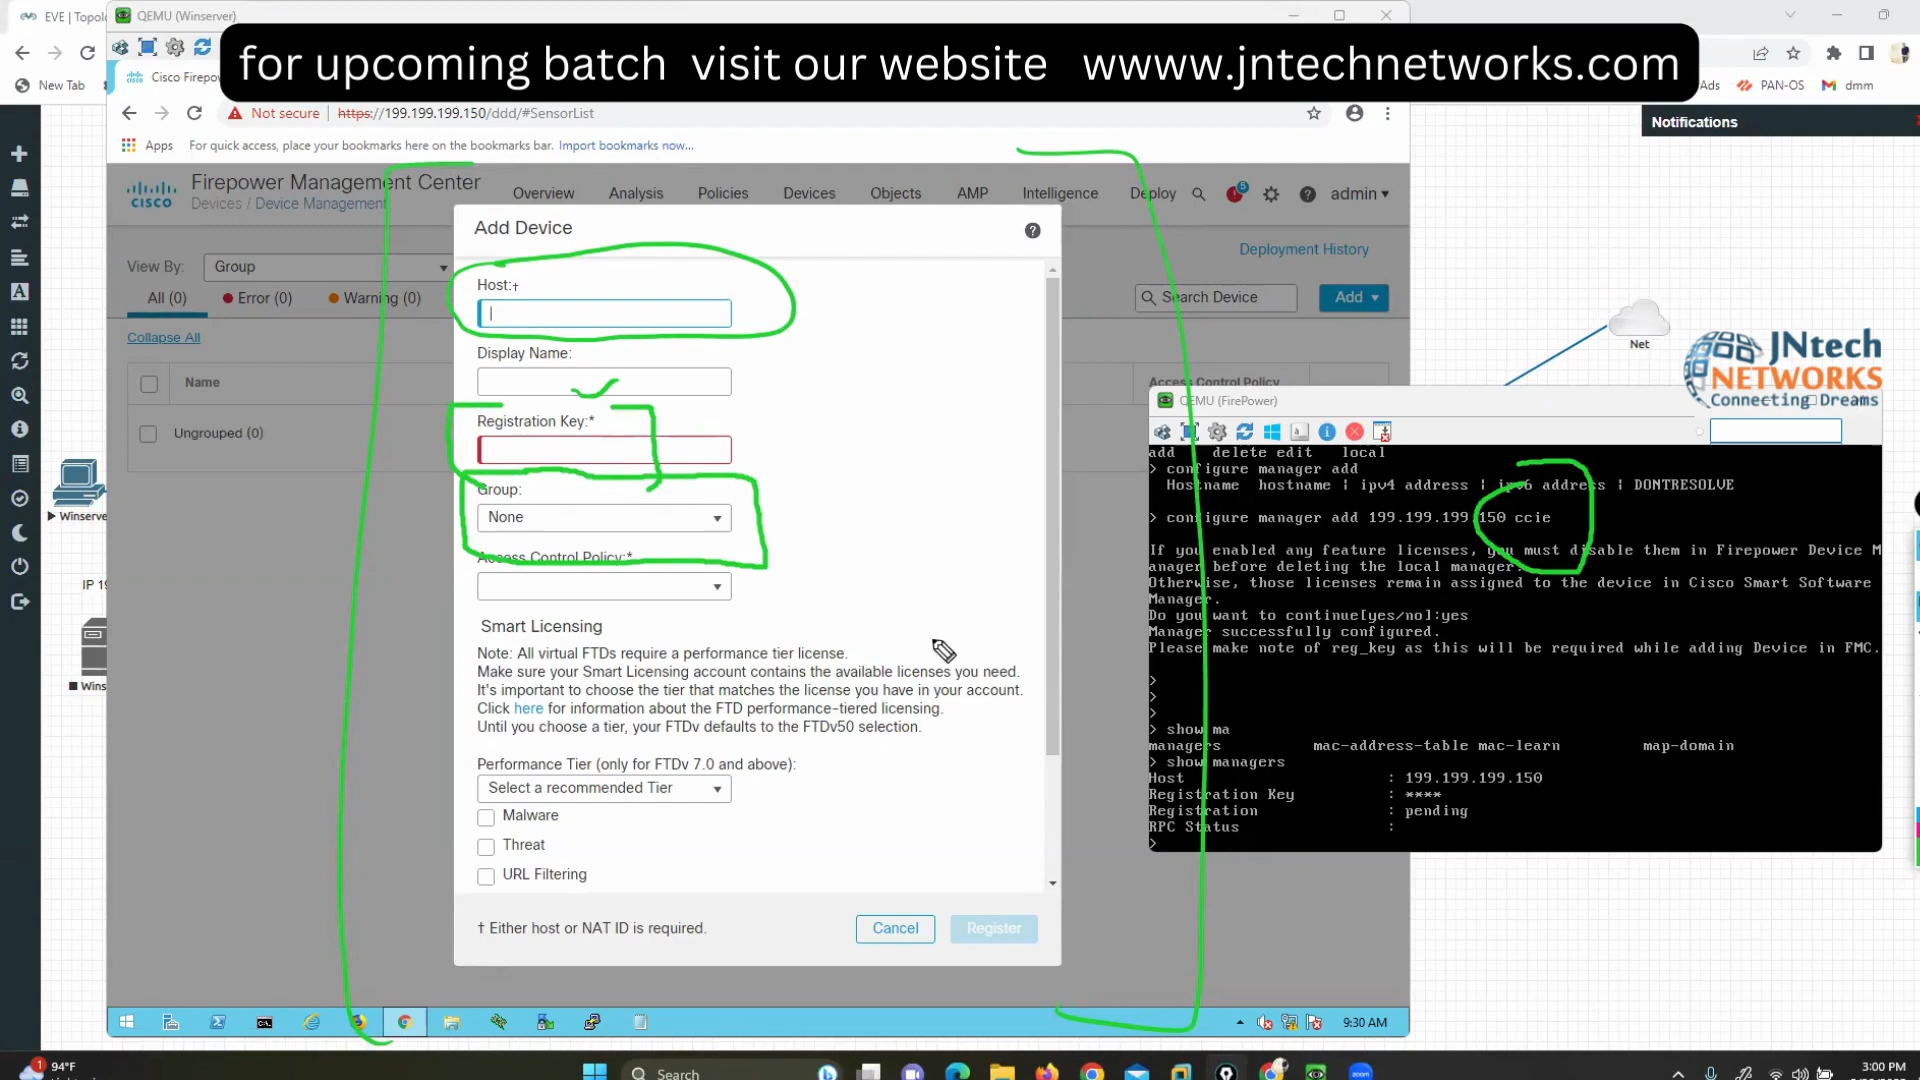 EVE | Topol
QEMU (Winserver)
for upcoming batch visit our website wwww.jntechnetworks.com
New Tab
Cisco Firepow
Ads
PAN-OS
dmm
Not secure | https://199.199.199.150/ddd/#SensorList
Notifications
Apps
For quick access, place your bookmarks here on the bookmarks bar. Import bookmarks now...
CISCO
Firepower Management Center
Devices / Device Management
Overview
Analysis
Policies
Devices
Objects
AMP
Intelligence
Deploy
5
admin
Add Device
Deployment History
View By:
Group
All (0)
Error (0)
Warning (0)
Search Device
Add
Collapse All
Name
Access Control Policy
Ungrouped (0)
Host:†
Display Name:
Registration Key:*
Group:
None
Access Control Policy:*
Smart Licensing
Note: All virtual FTDs require a performance tier license.
Make sure your Smart Licensing account contains the available licenses you need.
It's important to choose the tier that matches the license you have in your account.
Click here for information about the FTD performance-tiered licensing.
Until you choose a tier, your FTDv defaults to the FTDv50 selection.
Performance Tier (only for FTDv 7.0 and above):
Select a recommended Tier
Malware
Threat
URL Filtering
† Either host or NAT ID is required.
Cancel
Register
Net
JNtech
NETWORKS
Connecting Dreams
QEMU (FirePower)
add delete edit local
> configure manager add
Hostname hostname | ipv4 address | ipv6 address | DONTRESOLVE
> configure manager add 199.199.199.150 ccie
If you enabled any feature licenses, you must disable them in Firepower Device M
anager before deleting the local manager.
Otherwise, those licenses remain assigned to the device in Cisco Smart Software
Manager.
Do you want to continue[yes/no]:yes
Manager successfully configured.
Please make note of reg_key as this will be required while adding Device in FMC.
>
>
>
> show ma
managers mac-address-table mac-learn map-domain
> show managers
Host : 199.199.199.150
Registration Key : ****
Registration : pending
RPC Status :
>
Winserve
IP 19
Wins
9:30 AM
1
94°F
Search
zoom
3:00 PM